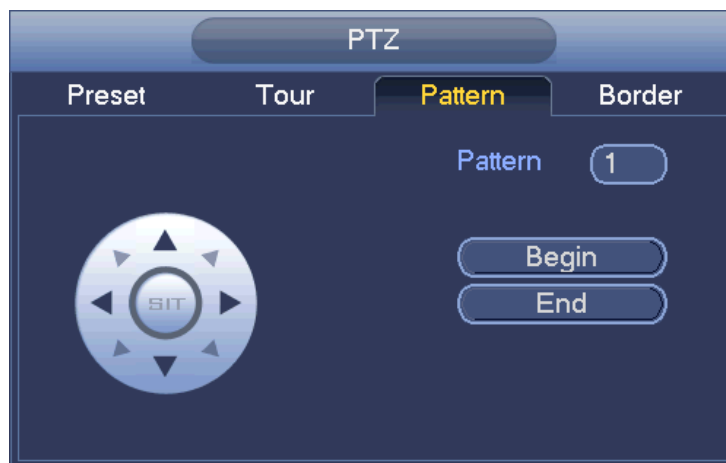 PTZ
Preset Tour Pattern Border
Pattern 1
SIT
Begin
End